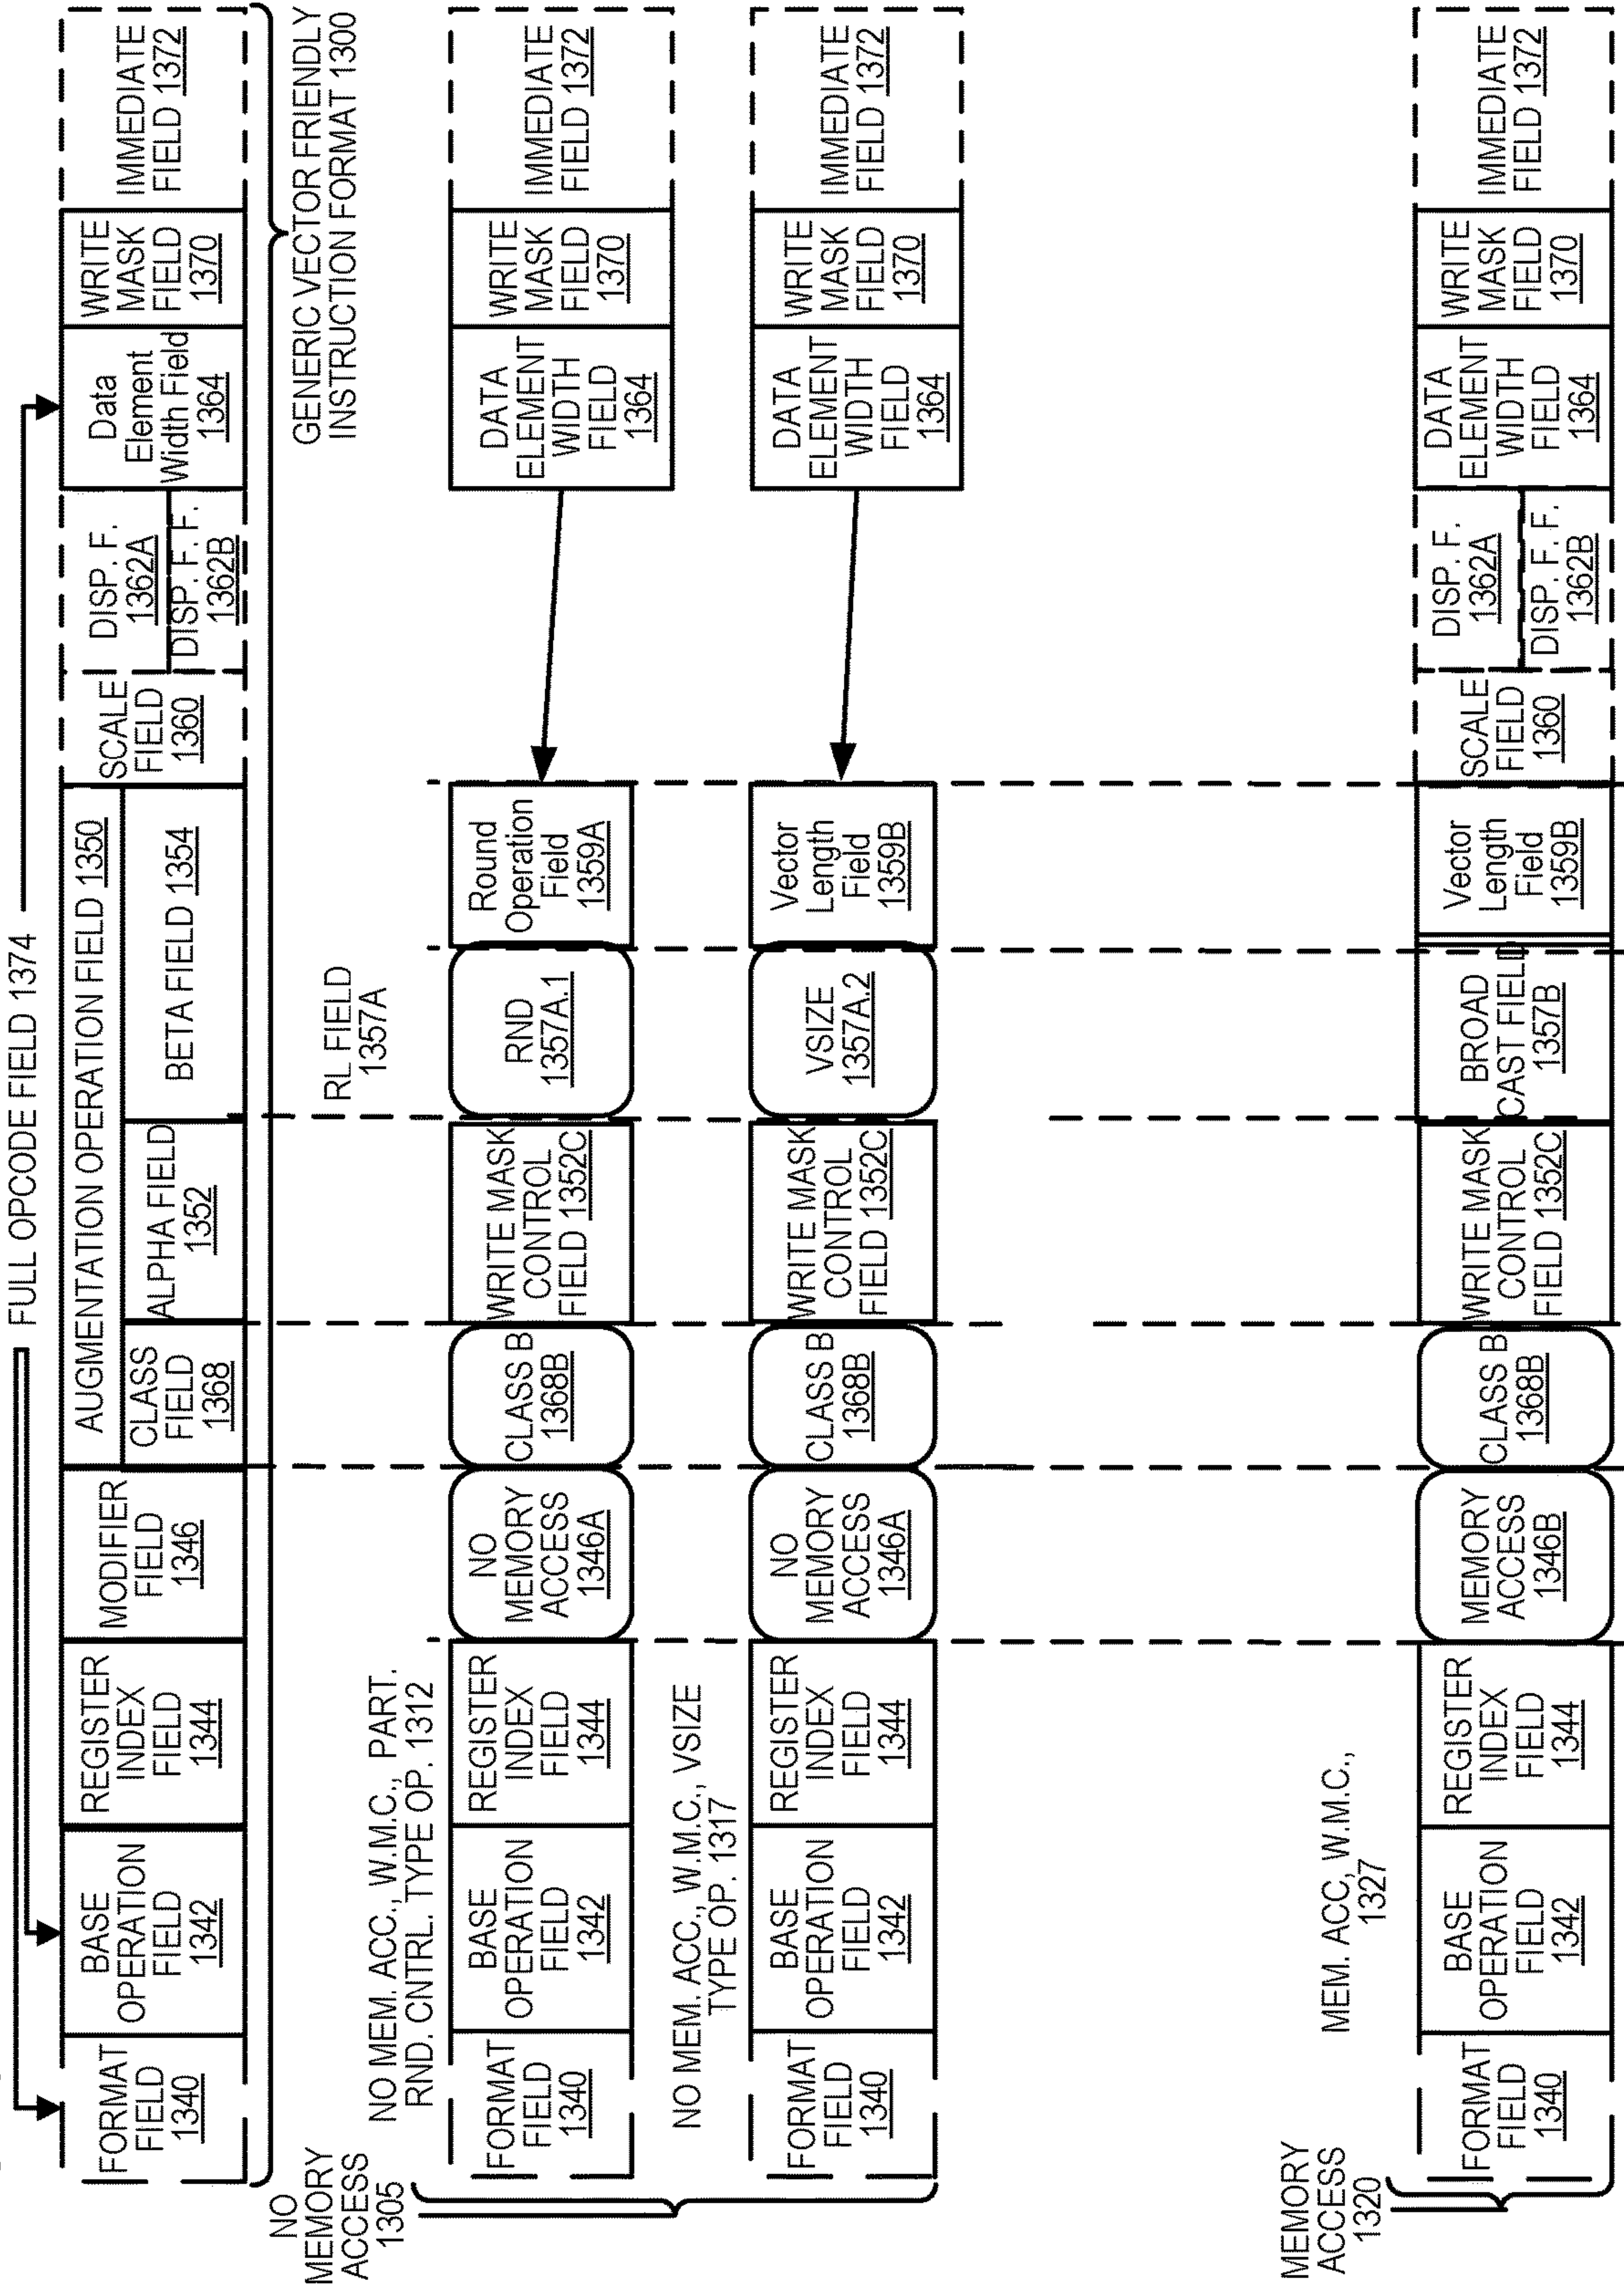 FULL OPCODE FIELD 1374
FORMAT
FIELD
1340
BASE
OPERATION
FIELD
1342
REGISTER
INDEX
FIELD
1344
MODIFIER
FIELD
1346
AUGMENTATION OPERATION FIELD 1350
CLASS
FIELD
1368
ALPHA FIELD
1352
BETA FIELD 1354
SCALE
FIELD
1360
DISP. F.
1362A
DISP. F. F.
1362B
Data
Element
Width Field
1364
WRITE
MASK
FIELD
1370
IMMEDIATE
FIELD 1372
GENERIC VECTOR FRIENDLY
INSTRUCTION FORMAT 1300
NO
MEMORY
ACCESS
1305
NO MEM. ACC., W.M.C., PART.
RND. CNTRL. TYPE OP. 1312
RL FIELD
1357A
FORMAT
FIELD
1340
BASE
OPERATION
FIELD
1342
REGISTER
INDEX
FIELD
1344
NO
MEMORY
ACCESS
1346A
CLASS B
1368B
WRITE MASK
CONTROL
FIELD 1352C
RND
1357A.1
Round
Operation
Field
1359A
DATA
ELEMENT
WIDTH
FIELD
1364
WRITE
MASK
FIELD
1370
IMMEDIATE
FIELD 1372
NO MEM. ACC., W.M.C., VSIZE
TYPE OP. 1317
FORMAT
FIELD
1340
BASE
OPERATION
FIELD
1342
REGISTER
INDEX
FIELD
1344
NO
MEMORY
ACCESS
1346A
CLASS B
1368B
WRITE MASK
CONTROL
FIELD 1352C
VSIZE
1357A.2
Vector
Length
Field
1359B
DATA
ELEMENT
WIDTH
FIELD
1364
WRITE
MASK
FIELD
1370
IMMEDIATE
FIELD 1372
MEMORY
ACCESS
1320
MEM. ACC, W.M.C.,
1327
FORMAT
FIELD
1340
BASE
OPERATION
FIELD
1342
REGISTER
INDEX
FIELD
1344
MEMORY
ACCESS
1346B
CLASS B
1368B
WRITE MASK
CONTROL
FIELD 1352C
BROAD
CAST FIELD
1357B
Vector
Length
Field
1359B
SCALE
FIELD
1360
DISP. F.
1362A
DISP. F. F.
1362B
DATA
ELEMENT
WIDTH
FIELD
1364
WRITE
MASK
FIELD
1370
IMMEDIATE
FIELD 1372